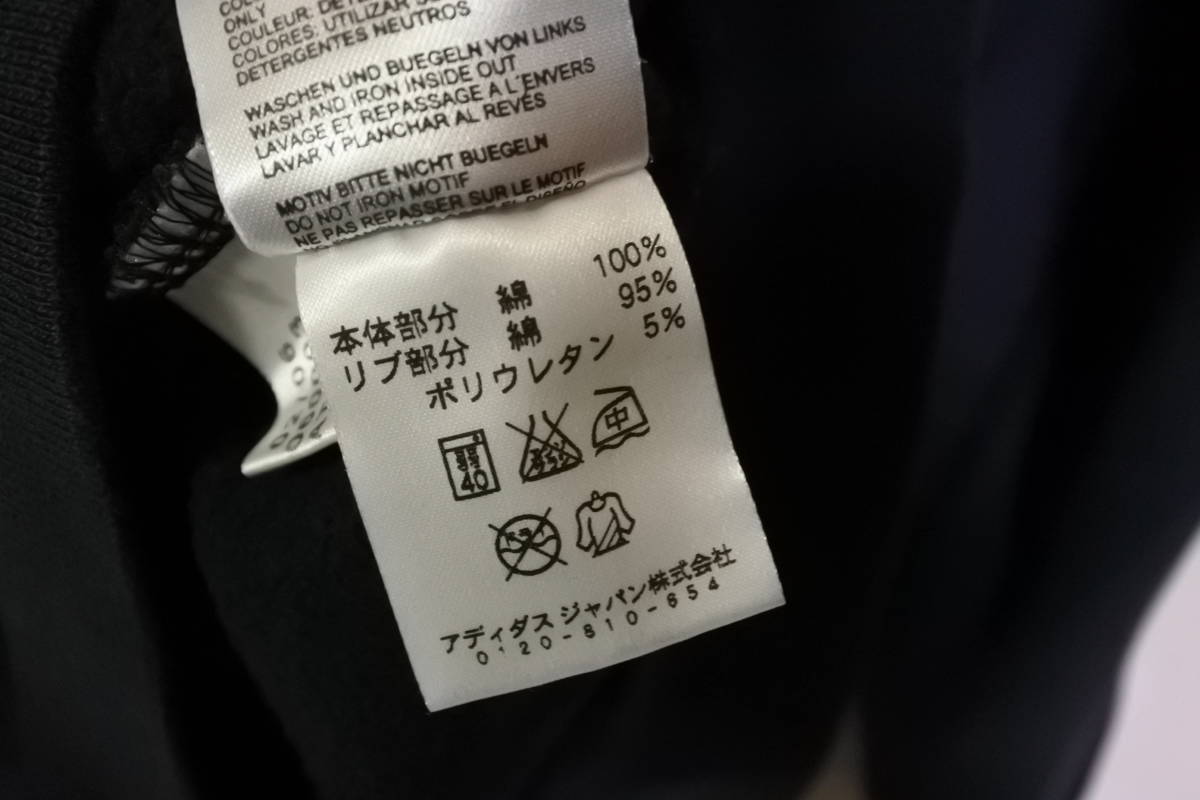 ONLY
DETERGENTES NEUTROS
WASCHEN UND BUEGELN VON LINKS
WASH AND IRON INSIDE OUT
LAVAGE ET REPASSAGE A L´ENVERS
LAVAR Y PLANCHAR AL REVÉS
MOTIV BITTE NICHT BUEGELN
DO NOT IRON MOTIF
NE PAS REPASSER SUR LE MOTIF
本体部分 綿 100%
リブ部分 綿 95%
ポリウレタン 5%
弱
40
中
アディダス ジャパン株式会社
0120-810-654